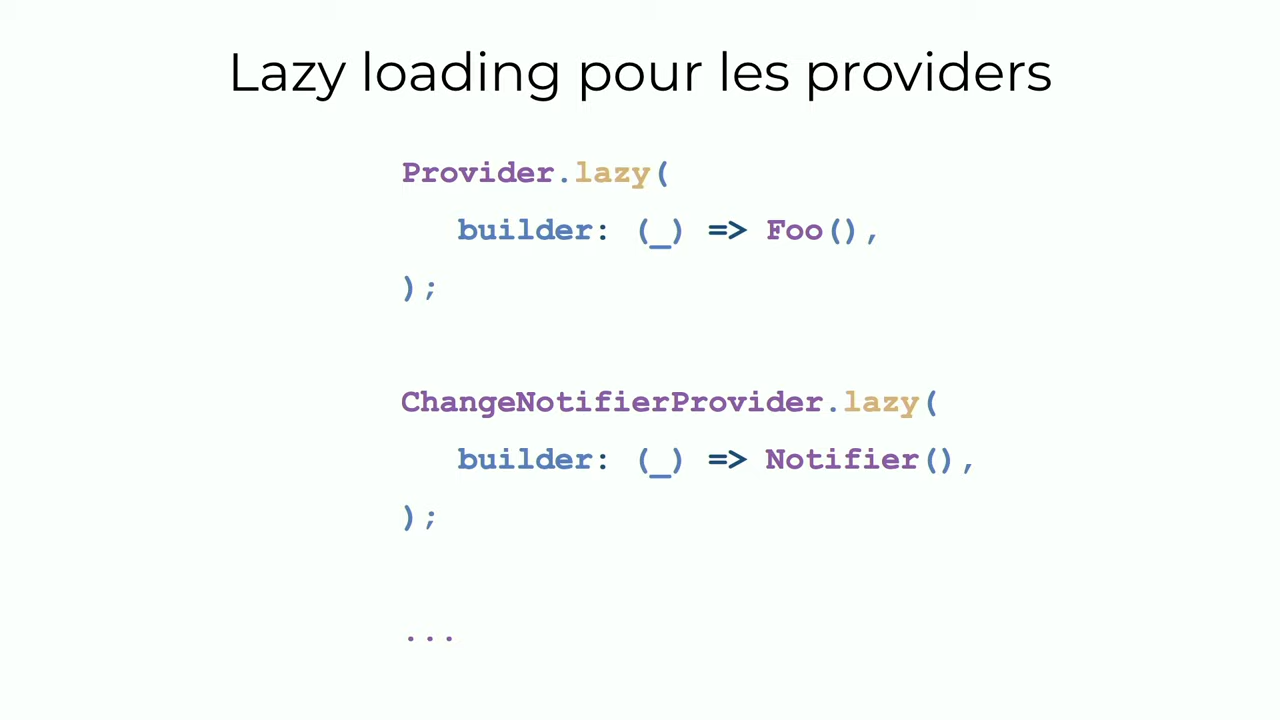 Lazy loading pour les providers
Provider.lazy(
builder: (_) => Foo(),
);
ChangeNotifierProvider.lazy(
builder: (_) => Notifier(),
);
...